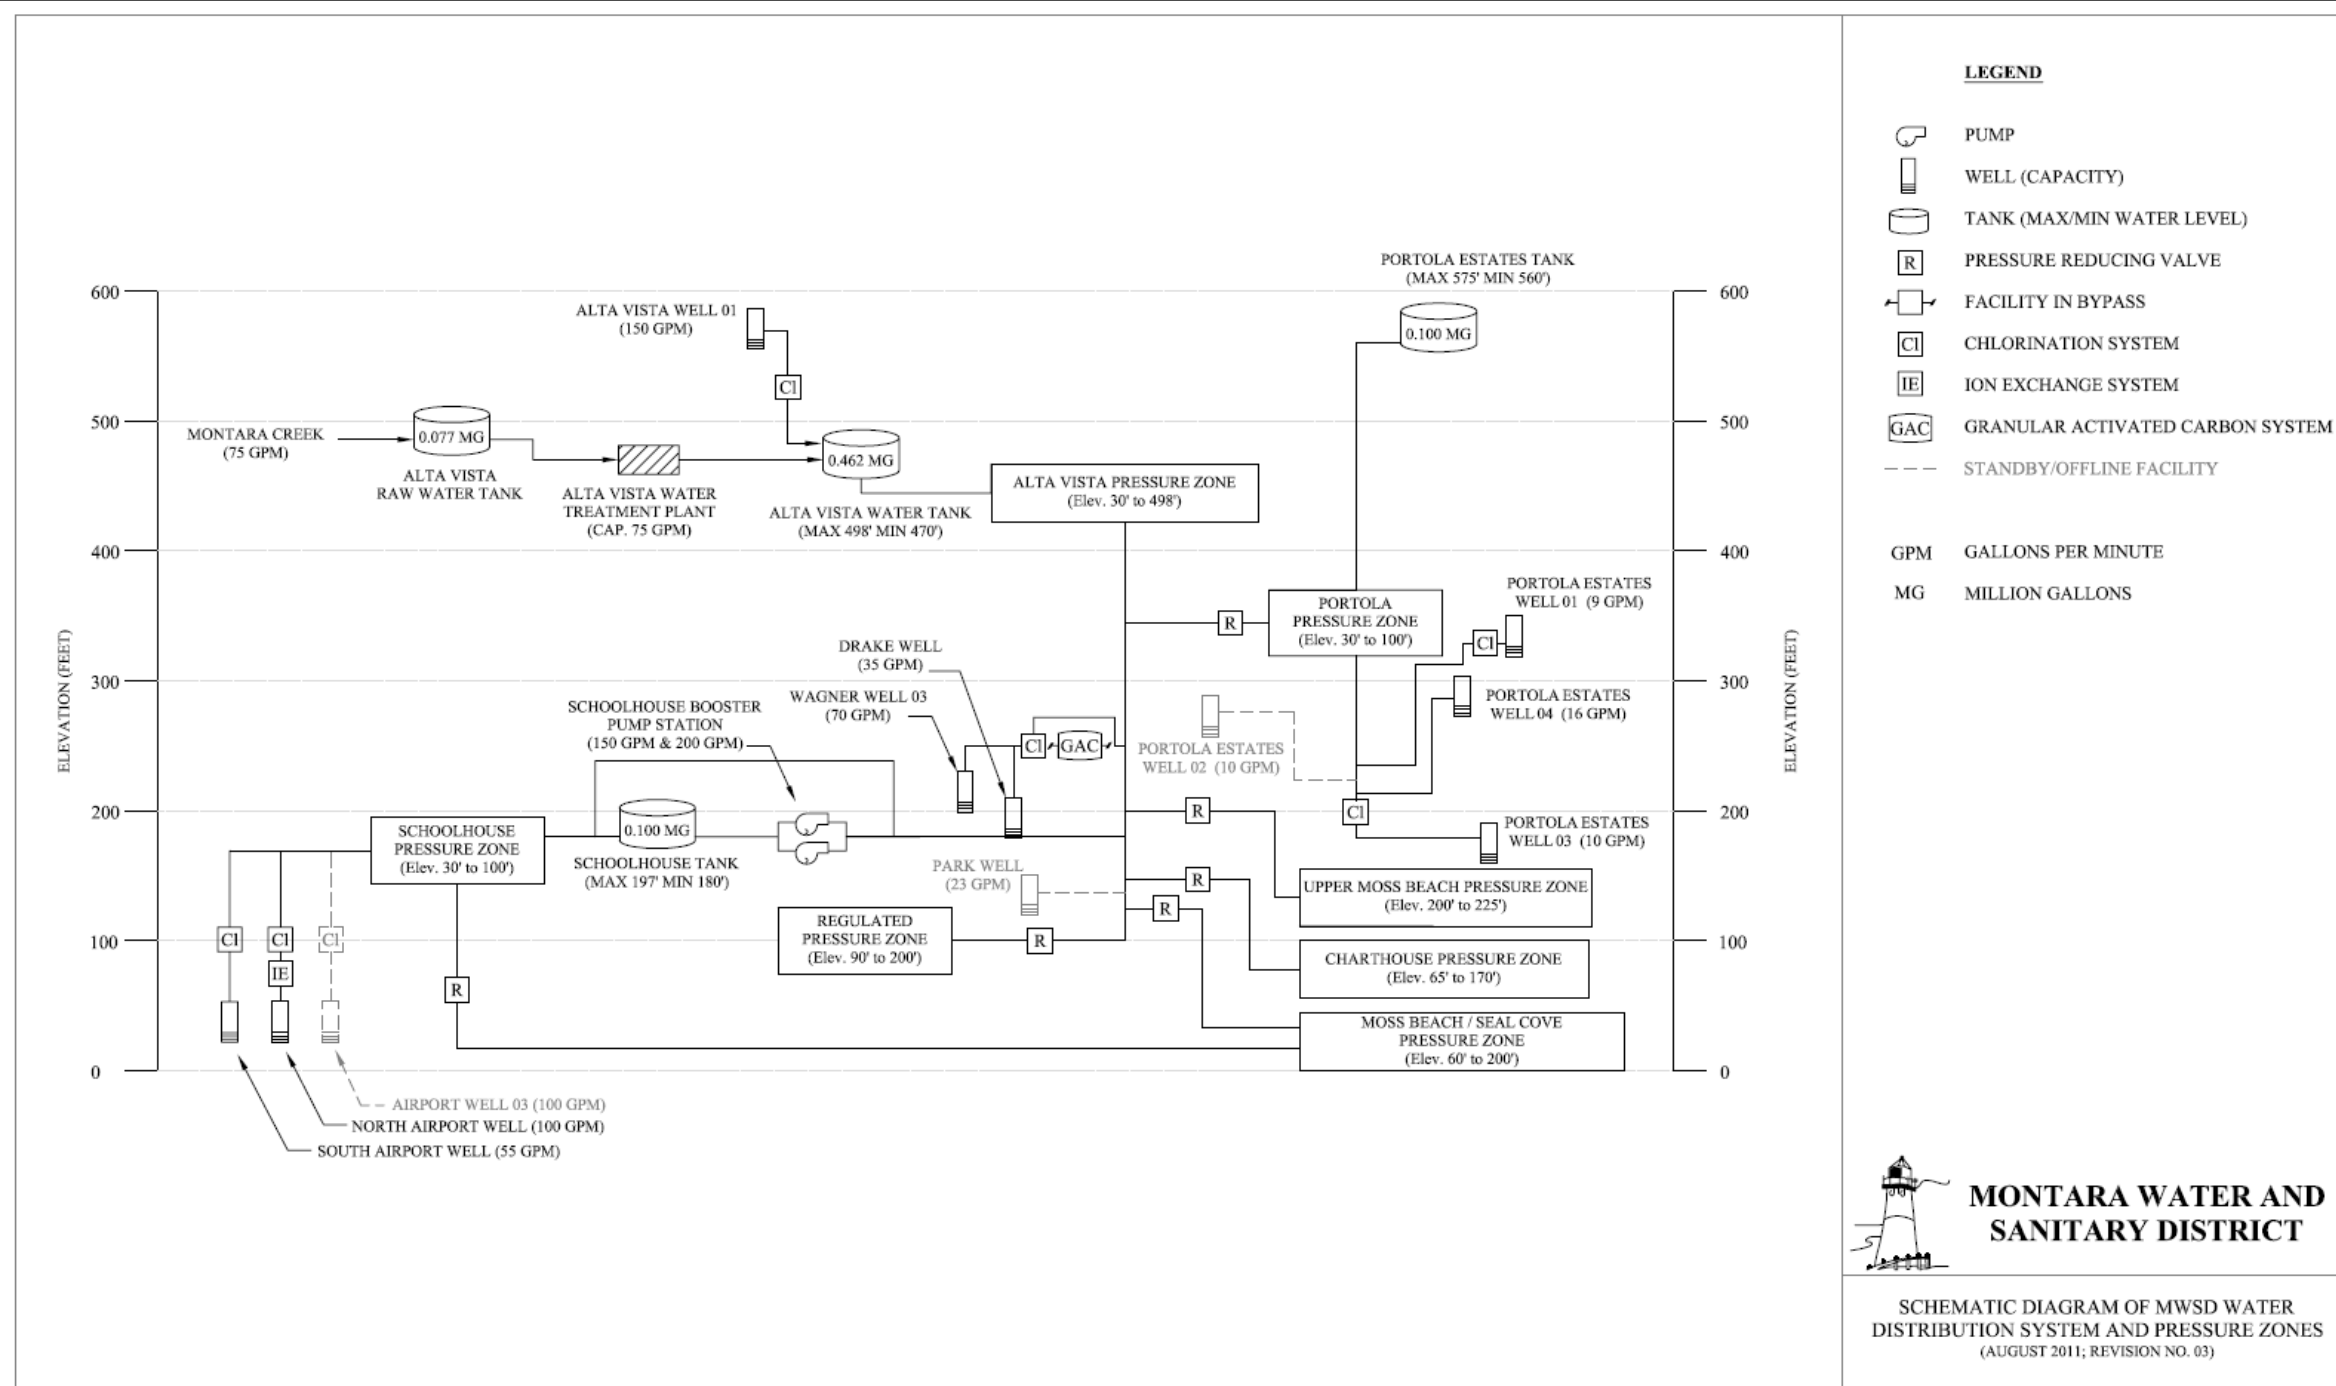 PORTOLA ESTATES TANK
(MAX 575' MIN 560')
0.100 MG
600
600
ALTA VISTA WELL 01
(150 GPM)
Cl
500
500
MONTARA CREEK
(75 GPM)
0.077 MG
ALTA VISTA
RAW WATER TANK
ALTA VISTA WATER
TREATMENT PLANT
(CAP. 75 GPM)
0.462 MG
ALTA VISTA WATER TANK
(MAX 498' MIN 470')
ALTA VISTA PRESSURE ZONE
(Elev. 30' to 498')
400
400
R
PORTOLA
PRESSURE ZONE
(Elev. 30' to 100')
PORTOLA ESTATES
WELL 01 (9 GPM)
Cl
ELEVATION (FEET)
ELEVATION (FEET)
300
300
DRAKE WELL
(35 GPM)
WAGNER WELL 03
(70 GPM)
SCHOOLHOUSE BOOSTER
PUMP STATION
(150 GPM & 200 GPM)
Cl
GAC
PORTOLA ESTATES
WELL 02 (10 GPM)
PORTOLA ESTATES
WELL 04 (16 GPM)
200
200
R
Cl
SCHOOLHOUSE
PRESSURE ZONE
(Elev. 30' to 100')
0.100 MG
SCHOOLHOUSE TANK
(MAX 197' MIN 180')
PORTOLA ESTATES
WELL 03 (10 GPM)
PARK WELL
(23 GPM)
R
R
UPPER MOSS BEACH PRESSURE ZONE
(Elev. 200' to 225')
REGULATED
PRESSURE ZONE
(Elev. 90' to 200')
R
100
100
Cl
Cl
Cl
IE
R
CHARTHOUSE PRESSURE ZONE
(Elev. 65' to 170')
MOSS BEACH / SEAL COVE
PRESSURE ZONE
(Elev. 60' to 200')
0
0
AIRPORT WELL 03 (100 GPM)
NORTH AIRPORT WELL (100 GPM)
SOUTH AIRPORT WELL (55 GPM)
LEGEND
PUMP
WELL (CAPACITY)
TANK (MAX/MIN WATER LEVEL)
R PRESSURE REDUCING VALVE
FACILITY IN BYPASS
Cl CHLORINATION SYSTEM
IE ION EXCHANGE SYSTEM
GAC GRANULAR ACTIVATED CARBON SYSTEM
STANDBY/OFFLINE FACILITY
GPM GALLONS PER MINUTE
MG MILLION GALLONS
MONTARA WATER AND
SANITARY DISTRICT
SCHEMATIC DIAGRAM OF MWSD WATER
DISTRIBUTION SYSTEM AND PRESSURE ZONES
(AUGUST 2011; REVISION NO. 03)